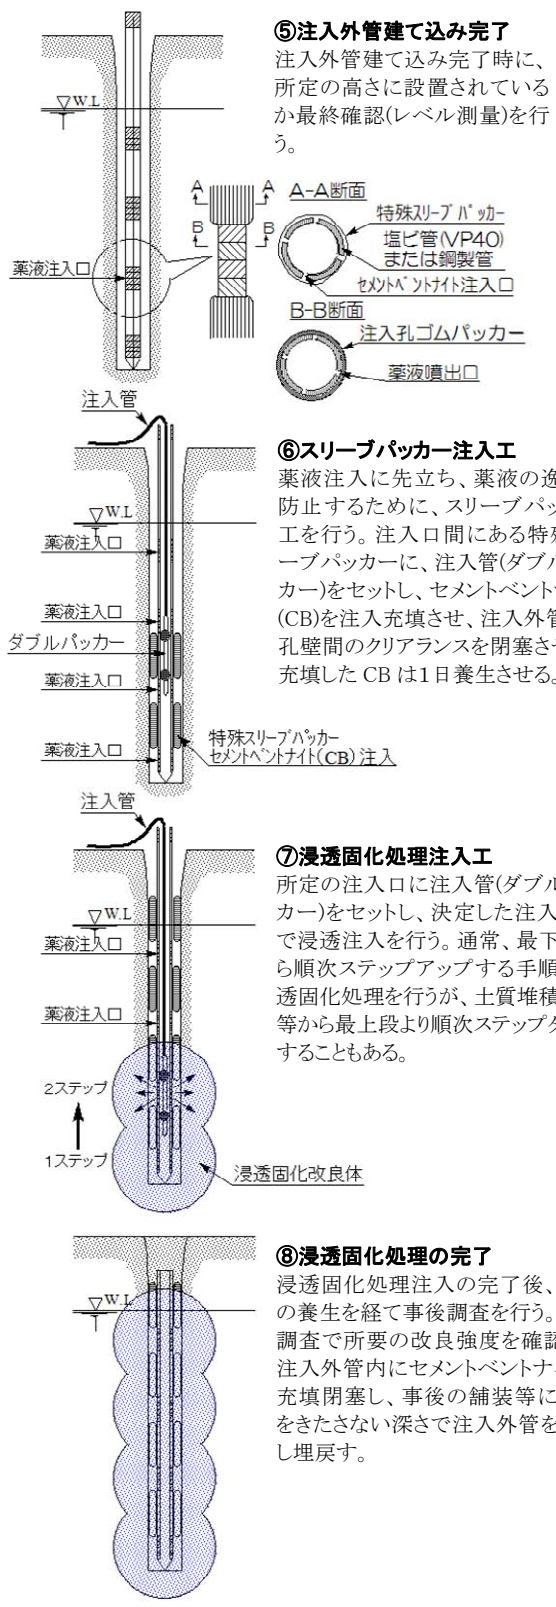 ⑤注入外管建て込み完了
注入外管建て込み完了時に、
所定の高さに設置されている
か最終確認(レベル測量)を行
う。
W.L
薬液注入口
A A
B B
A-A断面
特殊スリーブパッカー
塩ビ管(VP40)
または鋼製管
セメントベントナイト注入口
B-B断面
注入孔ゴムパッカー
薬液噴出口
注入管
W.L
薬液注入口
薬液注入口
ダブルパッカー
薬液注入口
薬液注入口
特殊スリーブパッカー
セメントベントナイト(CB)注入
⑥スリーブパッカー注入工
薬液注入に先立ち、薬液の逸
防止するために、スリーブパッ
工を行う。注入口間にある特殊
ーブパッカーに、注入管(ダブル
カー)をセットし、セメントベントナ
(CB)を注入充填させ、注入外管
孔壁間のクリアランスを閉塞させ
充填した CB は1日養生させる。
注入管
W.L
薬液注入口
薬液注入口
2ステップ
1ステップ
浸透固化改良体
⑦浸透固化処理注入工
所定の注入口に注入管(ダブル
カー)をセットし、決定した注入
で浸透注入を行う。通常、最下
ら順次ステップアップする手順
透固化処理を行うが、土質堆積
等から最上段より順次ステップダ
することもある。
W.L
⑧浸透固化処理の完了
浸透固化処理注入の完了後、
の養生を経て事後調査を行う。
調査で所要の改良強度を確認
注入外管内にセメントベントナイ
充填閉塞し、事後の舗装等に
をきたさない深さで注入外管を
し埋戻す。